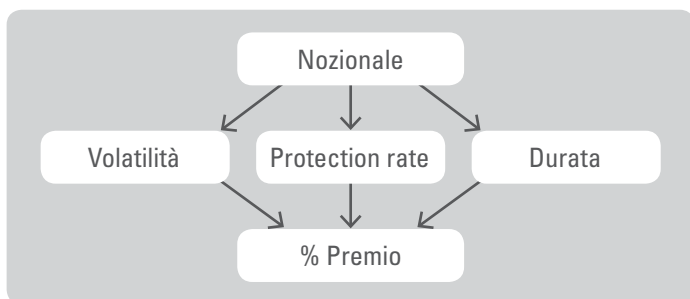 Nozionale
Volatilità
Protection rate
Durata
% Premio